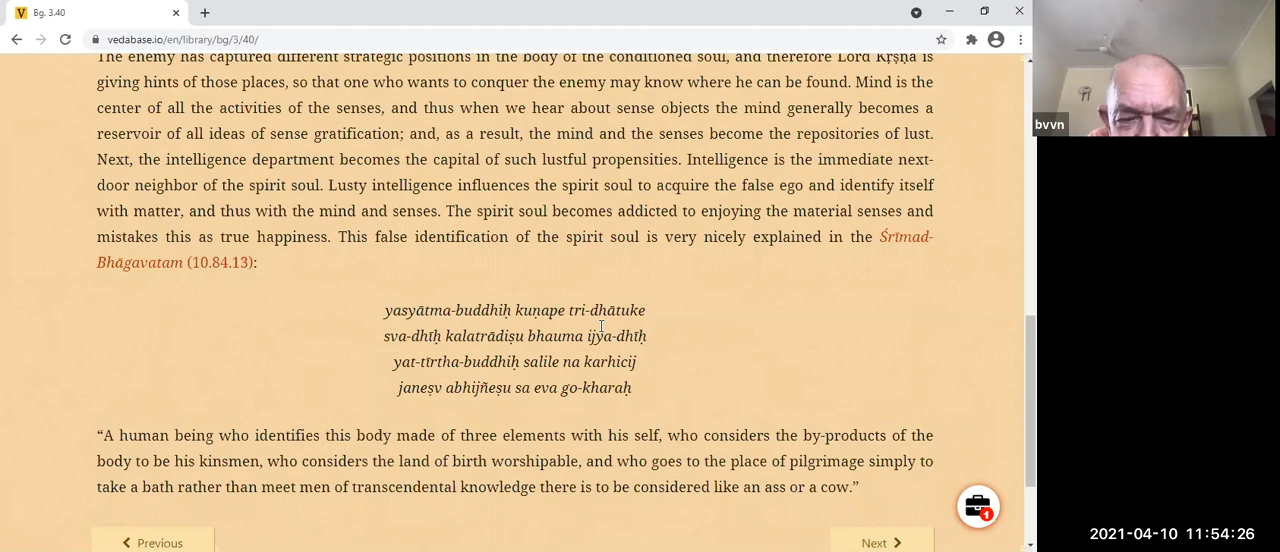 Bg. 3.40
vedabase.io/en/library/bg/3/40/
The enemy has captured different strategic positions in the body of the conditioned soul, and therefore Lord Kṛṣṇa is
giving hints of those places, so that one who wants to conquer the enemy may know where he can be found. Mind is the
center of all the activities of the senses, and thus when we hear about sense objects the mind generally becomes a
reservoir of all ideas of sense gratification; and, as a result, the mind and the senses become the repositories of lust.
Next, the intelligence department becomes the capital of such lustful propensities. Intelligence is the immediate next-
door neighbor of the spirit soul. Lusty intelligence influences the spirit soul to acquire the false ego and identify itself
with matter, and thus with the mind and senses. The spirit soul becomes addicted to enjoying the material senses and
mistakes this as true happiness. This false identification of the spirit soul is very nicely explained in the Śrīmad-
Bhāgavatam (10.84.13):
yasyātma-buddhiḥ kuṇape tri-dhātuke
sva-dhīḥ kalatrādiṣu bhauma ijya-dhīḥ
yat-tīrtha-buddhiḥ salile na karhicij
janeṣv abhijñeṣu sa eva go-kharaḥ
“A human being who identifies this body made of three elements with his self, who considers the by-products of the
body to be his kinsmen, who considers the land of birth worshipable, and who goes to the place of pilgrimage simply to
take a bath rather than meet men of transcendental knowledge there is to be considered like an ass or a cow.”
Previous
Next
1
bvvn
2021-04-10 11:54:26